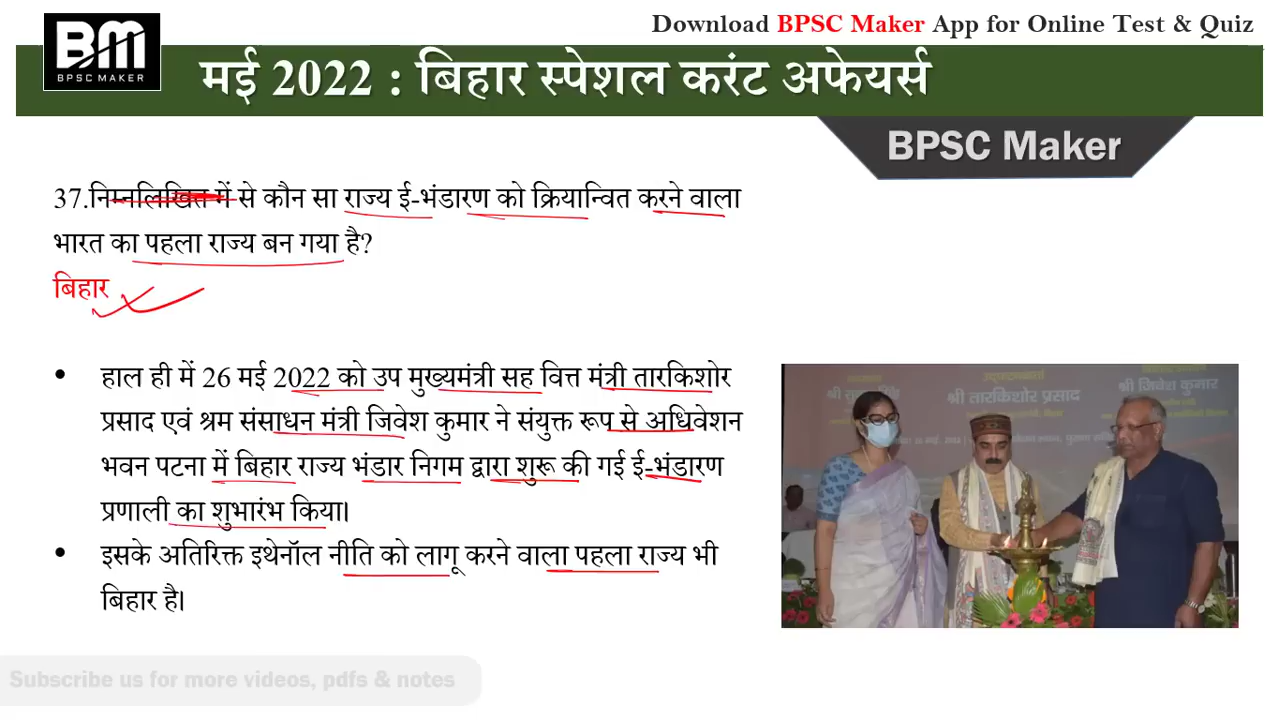 Download BPSC Maker App for Online Test & Quiz
BM
BPSC MAKER
मई 2022 : बिहार स्पेशल करंट अफेयर्स
BPSC Maker
37.निम्नलिखित में से कौन सा राज्य ई-भंडारण को क्रियान्वित करने वाला
भारत का पहला राज्य बन गया है?
बिहार
• हाल ही में 26 मई 2022 को उप मुख्यमंत्री सह वित्त मंत्री तारकिशोर
प्रसाद एवं श्रम संसाधन मंत्री जिवेश कुमार ने संयुक्त रूप से अधिवेशन
भवन पटना में बिहार राज्य भंडार निगम द्वारा शुरू की गई ई-भंडारण
प्रणाली का शुभारंभ किया।
• इसके अतिरिक्त इथेनॉल नीति को लागू करने वाला पहला राज्य भी
बिहार है।
श्री तारकिशोर प्रसाद
श्री जिवेश कुमार
Subscribe us for more videos, pdfs & notes